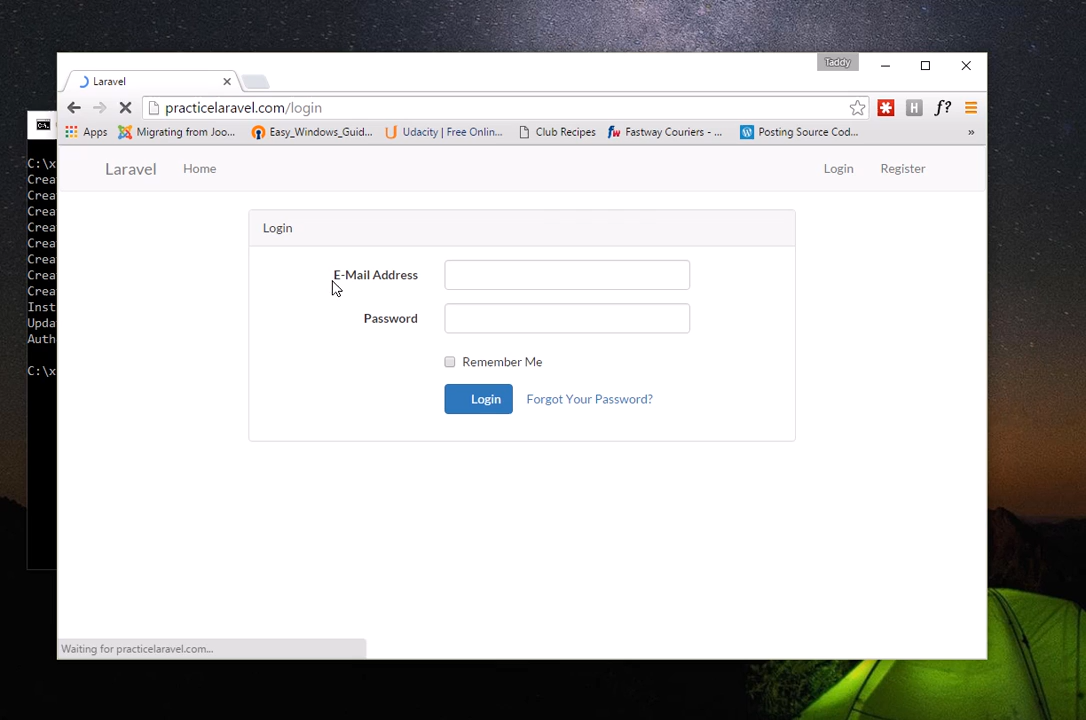 Taddy
Laravel
practicelaravel.com/login
Apps
Migrating from Joo...
Easy_Windows_Guid...
Udacity | Free Onlin...
Club Recipes
Fastway Couriers - ...
Posting Source Cod...
»
Laravel
Home
Login
Register
Login
E-Mail Address
Password
Remember Me
Login
Forgot Your Password?
C:\x
Crea
Crea
Crea
Crea
Crea
Crea
Crea
Crea
Inst
Upda
Auth
C:\x
Waiting for practicelaravel.com...